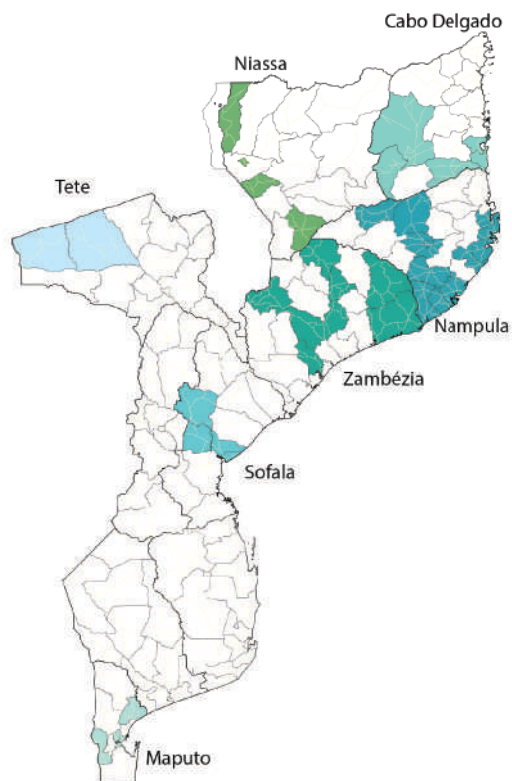 Cabo Delgado
Niassa
Tete
Nampula
Zambézia
Sofala
Maputo